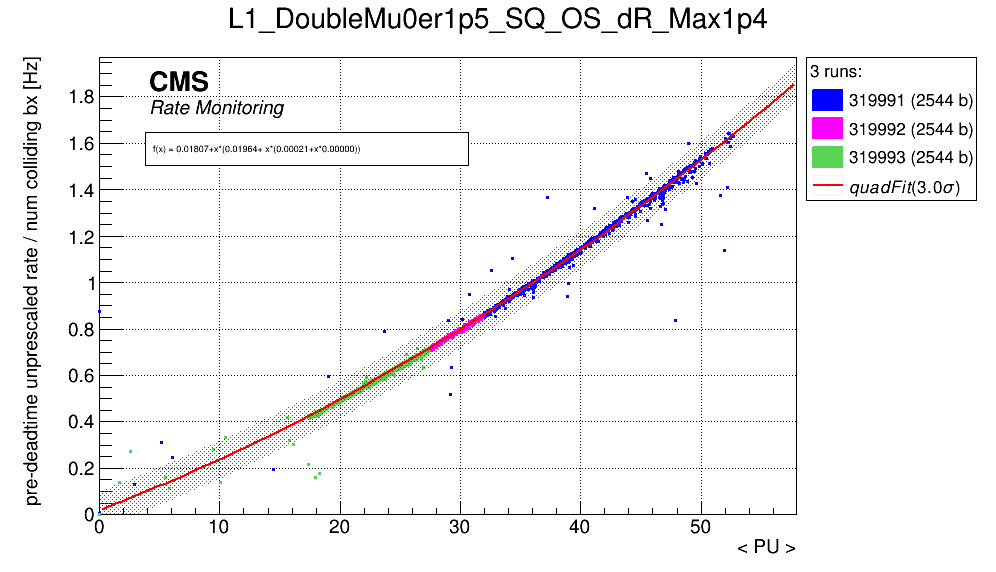 L1_DoubleMu0er1p5_SQ_OS_dR_Max1p4
pre-deadtime unprescaled rate / num colliding bx [Hz]
CMS
Rate Monitoring
f(x) = 0.01807+x*(0.01964+ x*(0.00021+x*0.00000))
3 runs:
319991 (2544 b)
319992 (2544 b)
319993 (2544 b)
quadFit(3.0σ)
1.8
1.6
1.4
1.2
1
0.8
0.6
0.4
0.2
0
0 10 20 30 40 50
< PU >